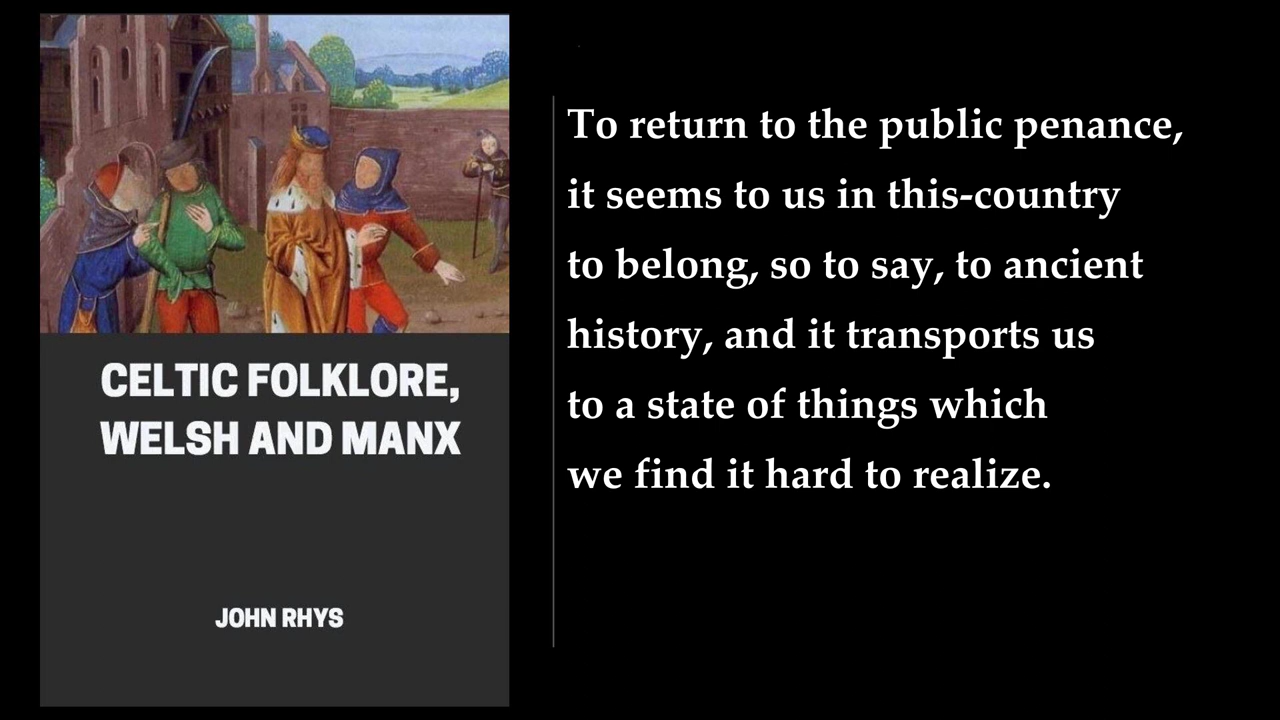 CELTIC FOLKLORE,
WELSH AND MANX
JOHN RHYS
To return to the public penance,
it seems to us in this-country
to belong, so to say, to ancient
history, and it transports us
to a state of things which
we find it hard to realize.